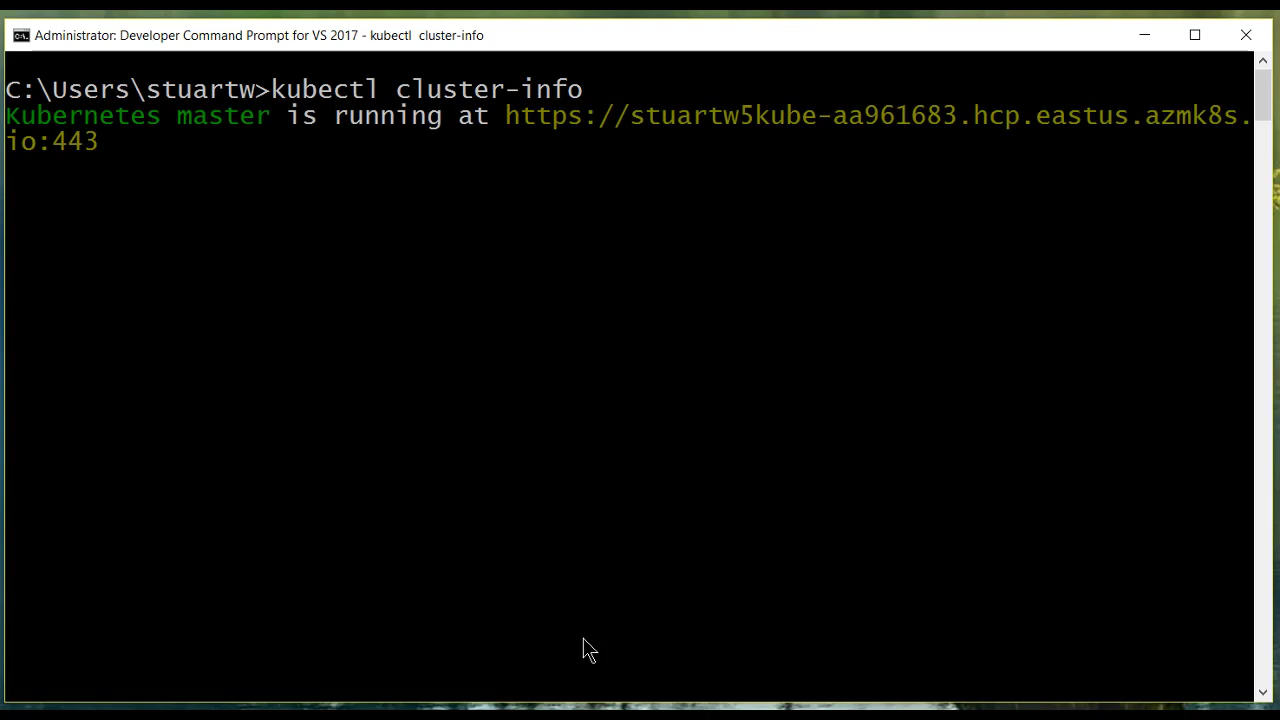 Administrator: Developer Command Prompt for VS 2017 - kubectl  cluster-info
C:\Users\stuartw>kubectl cluster-info
Kubernetes master is running at https://stuartw5kube-aa961683.hcp.eastus.azmk8s.
io:443